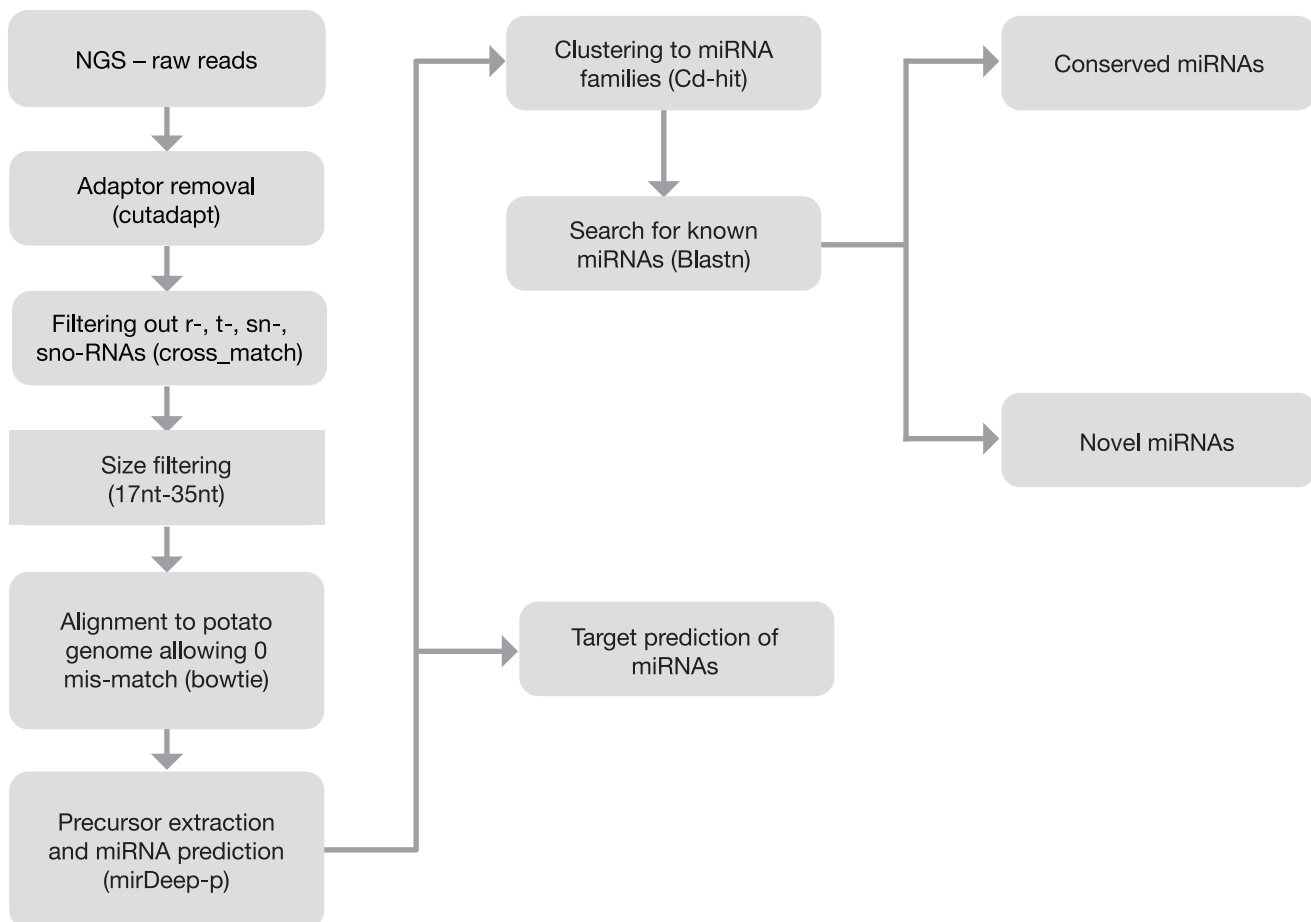 NGS – raw reads
Adaptor removal
(cutadapt)
Filtering out r-, t-, sn-,
sno-RNAs (cross_match)
Size filtering
(17nt-35nt)
Alignment to potato
genome allowing 0
mis-match (bowtie)
Precursor extraction
and miRNA prediction
(mirDeep-p)
Clustering to miRNA
families (Cd-hit)
Search for known
miRNAs (Blastn)
Target prediction of
miRNAs
Conserved miRNAs
Novel miRNAs